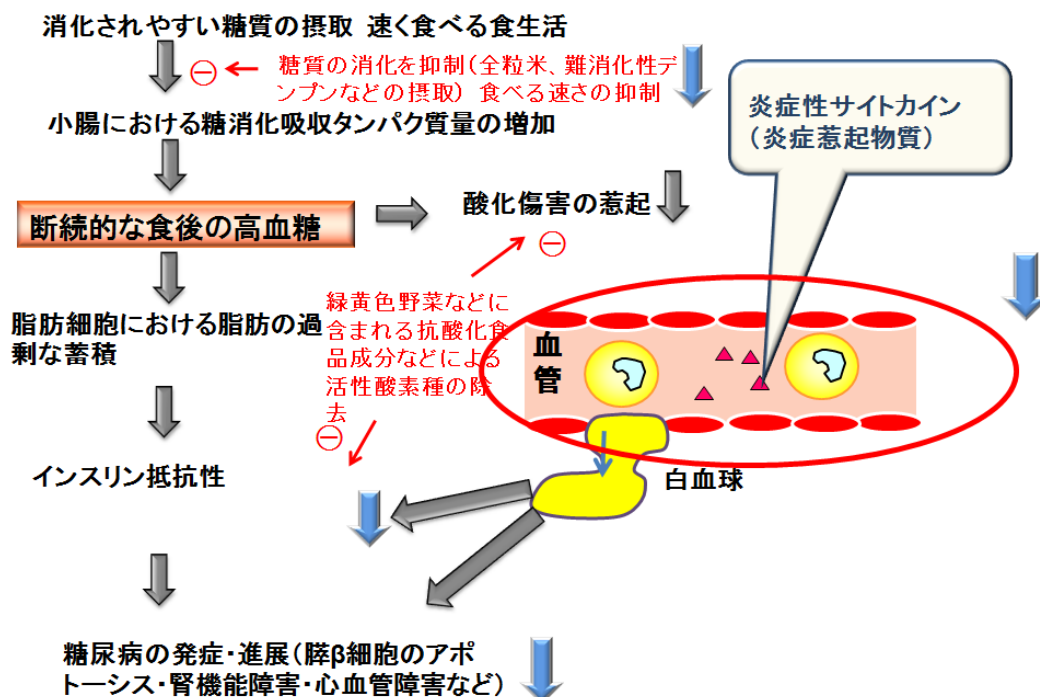 消化されやすい糖質の摂取 速く食べる食生活
⊖
糖質の消化を抑制(全粒米、難消化性デ
ンプンなどの摂取) 食べる速さの抑制
小腸における糖消化吸収タンパク質量の増加
炎症性サイトカイン
(炎症惹起物質)
断続的な食後の高血糖
酸化傷害の惹起
⊖
緑黄色野菜などに
含まれる抗酸化食
品成分などによる
活性酸素種の除
去
⊖
脂肪細胞における脂肪の過
剰な蓄積
血
管
インスリン抵抗性
白血球
糖尿病の発症・進展(膵β細胞のアポ
トーシス・腎機能障害・心血管障害など)